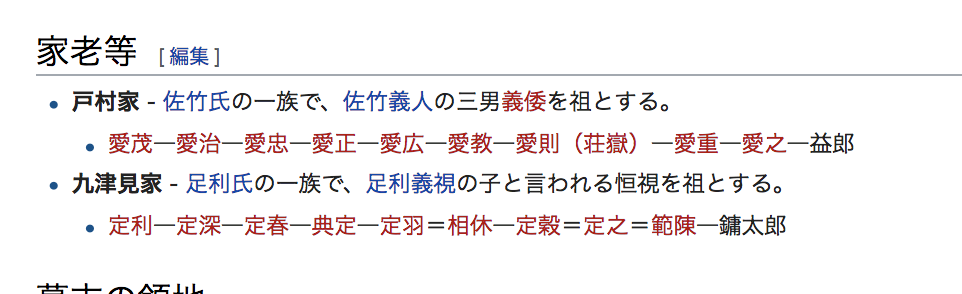 家老等 [ 編集 ]
戸村家 - 佐竹氏の一族で、佐竹義人の三男義倭を祖とする。
愛茂―愛治―愛忠―愛正―愛広―愛教―愛則（荘嶽）―愛重―愛之―益郎
九津見家 - 足利氏の一族で、足利義視の子と言われる恒視を祖とする。
定利―定深―定春―典定―定羽＝相休―定穀＝定之＝範陳―鏞太郎
幕末の領地